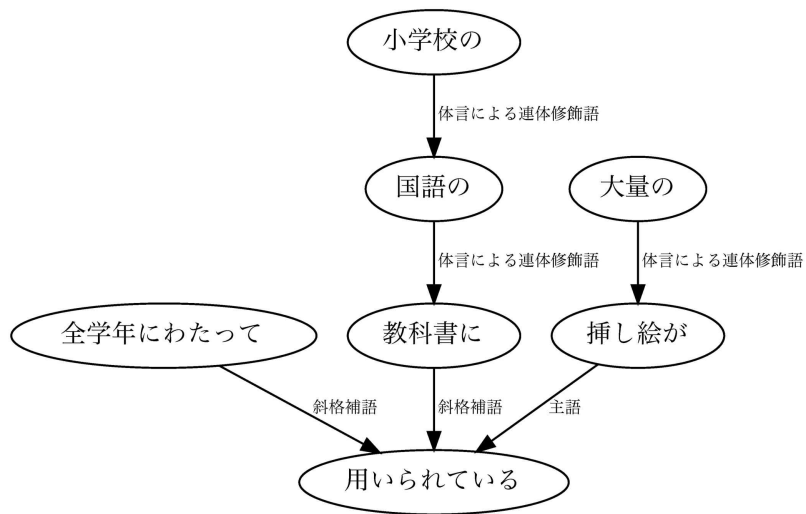 小学校の
体言による連体修飾語
国語の
大量の
体言による連体修飾語
体言による連体修飾語
全学年にわたって
教科書に
挿し絵が
斜格補語
斜格補語
主語
用いられている